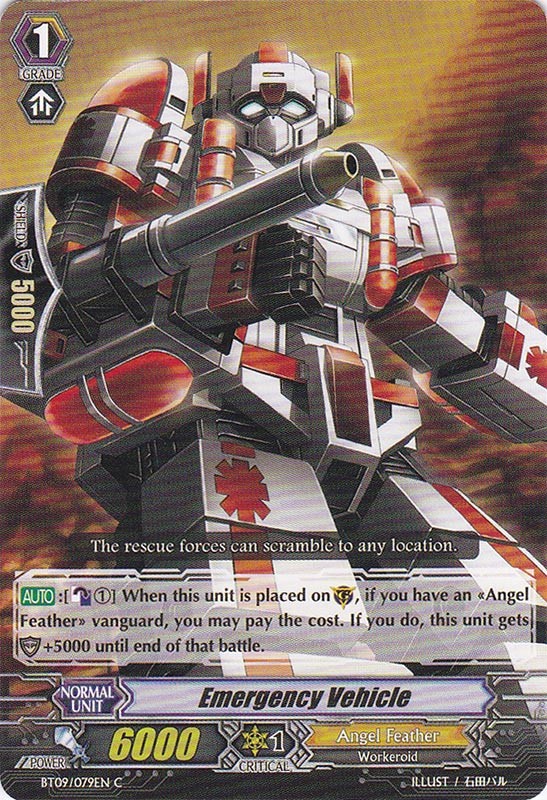 1
GRADE
SHIELD
5000
The rescue forces can scramble to any location.
AUTO:[ ①] When this unit is placed on , if you have an «Angel
Feather» vanguard, you may pay the cost. If you do, this unit gets
+5000 until end of that battle.
NORMAL
UNIT
Emergency Vehicle
POWER
6000
1
CRITICAL
Angel Feather
Workeroid
BT09/079EN C
ILLUST / 石田バル